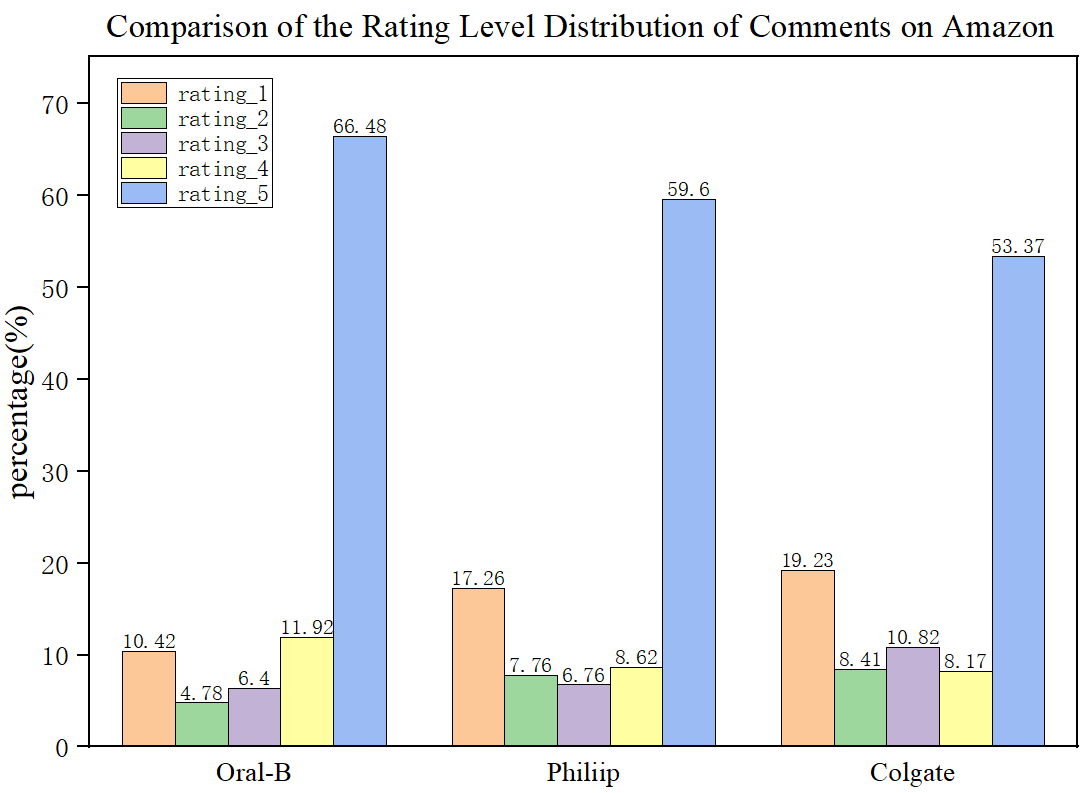 Comparison of the Rating Level Distribution of Comments on Amazon
rating_1
rating_2
rating_3
rating_4
rating_5
percentage(%)
70
60
50
40
30
20
10
0
10.42
4.78
6.4
11.92
66.48
17.26
7.76
6.76
8.62
59.6
19.23
8.41
10.82
8.17
53.37
Oral-B
Philiip
Colgate